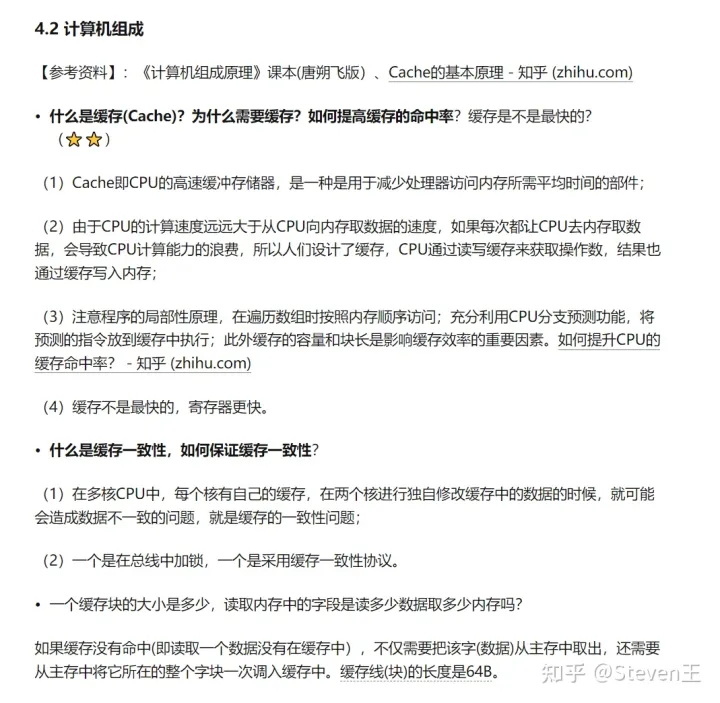 4.2 计算机组成
【参考资料】：《计算机组成原理》课本(唐朔飞版）、Cache的基本原理 - 知乎 (zhihu.com)
• 什么是缓存(Cache)？为什么需要缓存？如何提高缓存的命中率？缓存是不是最快的？
（⭐⭐）
（1）Cache即CPU的高速缓冲存储器，是一种是用于减少处理器访问内存所需平均时间的部件；
（2）由于CPU的计算速度远远大于从CPU向内存取数据的速度，如果每次都让CPU去内存取数
据，会导致CPU计算能力的浪费，所以人们设计了缓存，CPU通过读写缓存来获取操作数，结果也
通过缓存写入内存；
（3）注意程序的局部性原理，在遍历数组时按照内存顺序访问；充分利用CPU分支预测功能，将
预测的指令放到缓存中执行；此外缓存的容量和块长是影响缓存效率的重要因素。如何提升CPU的
缓存命中率？ - 知乎 (zhihu.com)
（4）缓存不是最快的，寄存器更快。
• 什么是缓存一致性，如何保证缓存一致性？
（1）在多核CPU中，每个核有自己的缓存，在两个核进行独自修改缓存中的数据的时候，就可能
会造成数据不一致的问题，就是缓存的一致性问题；
（2）一个是在总线中加锁，一个是采用缓存一致性协议。
• 一个缓存块的大小是多少，读取内存中的字段是读多少数据取多少内存吗？
如果缓存没有命中(即读取一个数据没有在缓存中），不仅需要把该字(数据)从主存中取出，还需要
从主存中将它所在的整个字块一次调入缓存中。缓存线(块)的长度是64B。
知乎 @Steven王